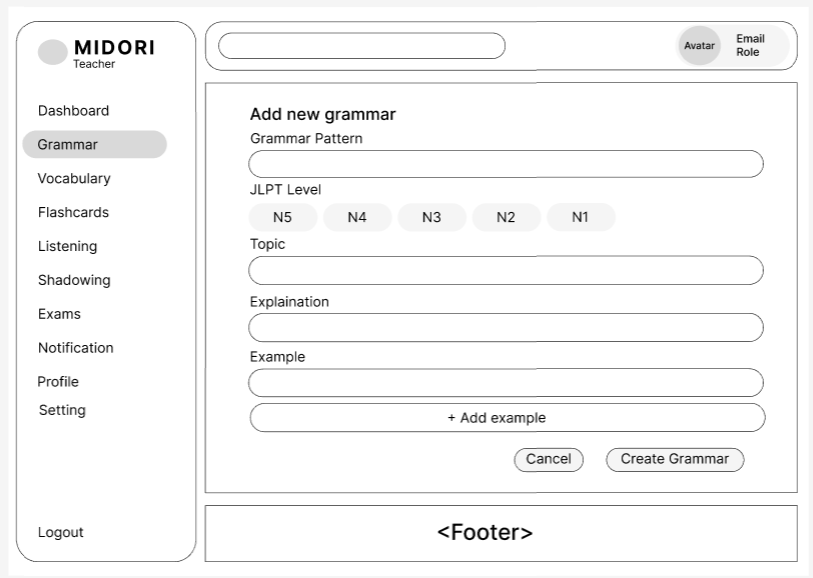 MIDORI
Teacher
Dashboard
Grammar
Vocabulary
Flashcards
Listening
Shadowing
Exams
Notification
Profile
Setting
Logout
Avatar
Email
Role
Add new grammar
Grammar Pattern
JLPT Level
N5 N4 N3 N2 N1
Topic
Explaination
Example
+ Add example
Cancel Create Grammar
<Footer>